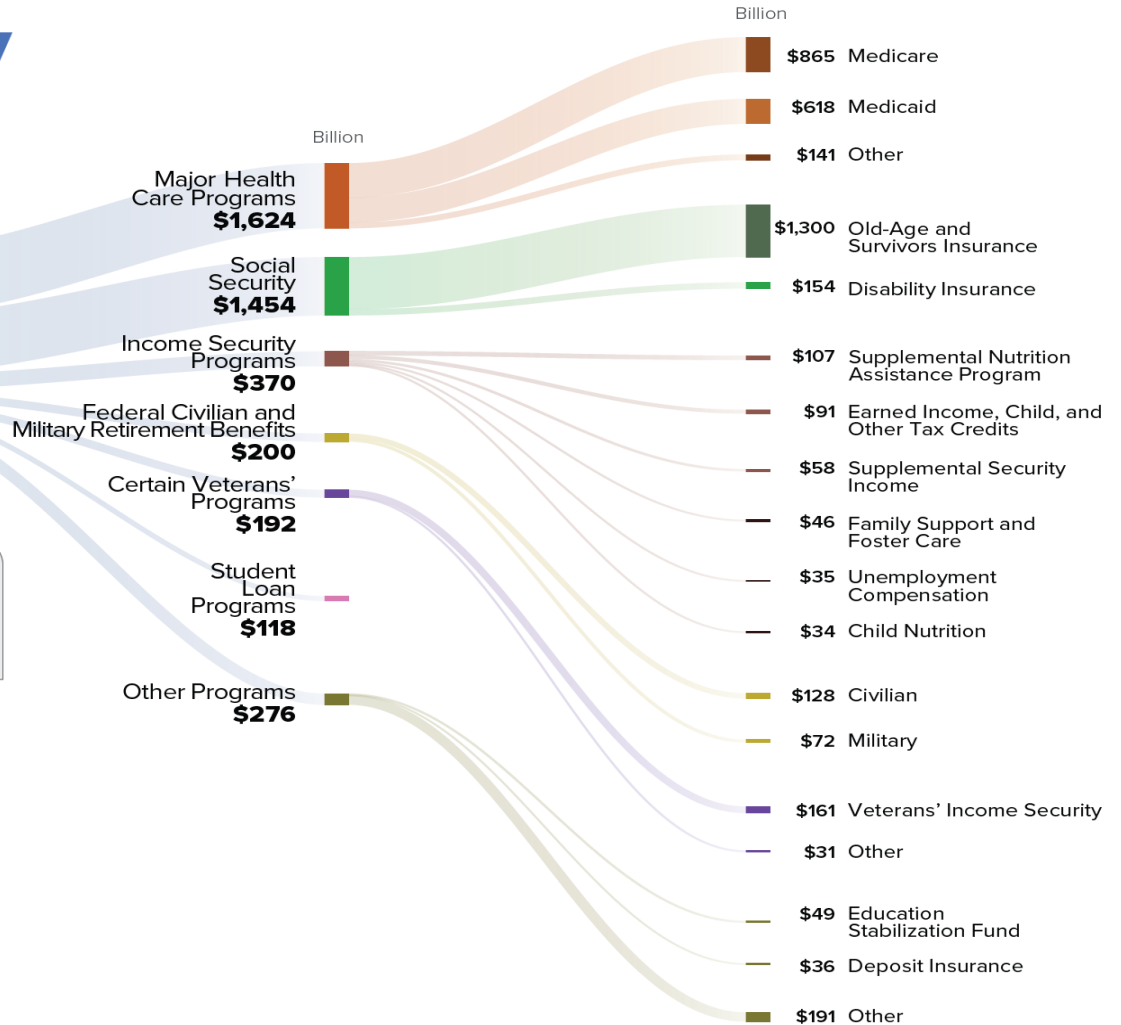 Billion
$865 Medicare
$618 Medicaid
$141 Other
$1,300 Old-Age and
Survivors Insurance
$154 Disability Insurance
$107 Supplemental Nutrition
Assistance Program
$91 Earned Income, Child, and
Other Tax Credits
$58 Supplemental Security
Income
$46 Family Support and
Foster Care
$35 Unemployment
Compensation
$34 Child Nutrition
$128 Civilian
$72 Military
$161 Veterans’ Income Security
$31 Other
$49 Education
Stabilization Fund
$36 Deposit Insurance
$191 Other
Billion
Major Health
Care Programs
$1,624
Social
Security
$1,454
Income Security
Programs
$370
Federal Civilian and
Military Retirement Benefits
$200
Certain Veterans’
Programs
$192
Student
Loan
Programs
$118
Other Programs
$276